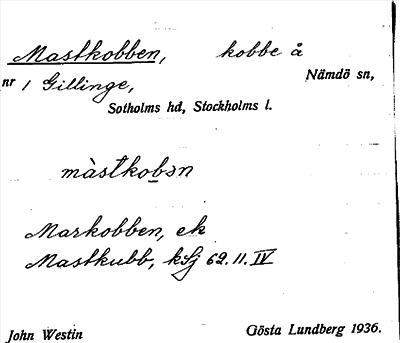 Mastkobben, kobbe å
nr 1 Gillinge, Nämdö sn,
Sotholms hd, Stockholms l.
màstkobən
Markobben, ek
Mastkubb, kSj 62.11.IV
John Westin Gösta Lundberg 1936.